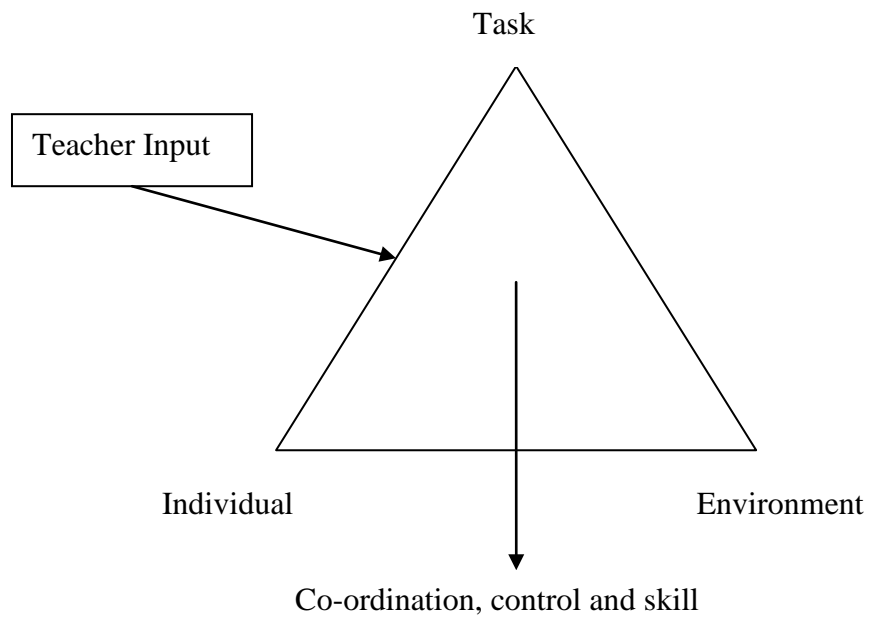 Task
Teacher Input
Individual
Environment
Co-ordination, control and skill